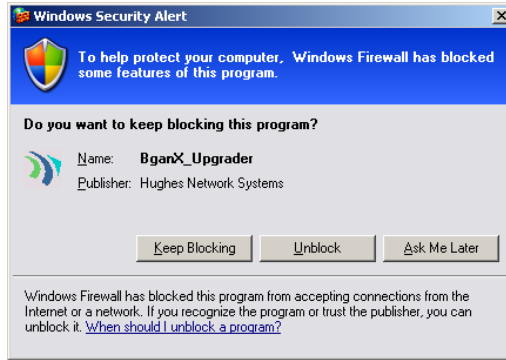 Windows Security Alert
To help protect your computer, Windows Firewall has blocked
some features of this program.
Do you want to keep blocking this program?
Name: BganX_Upgrader
Publisher: Hughes Network Systems
Keep Blocking Unblock Ask Me Later
Windows Firewall has blocked this program from accepting connections from the
Internet or a network. If you recognize the program or trust the publisher, you can
unblock it. When should I unblock a program?